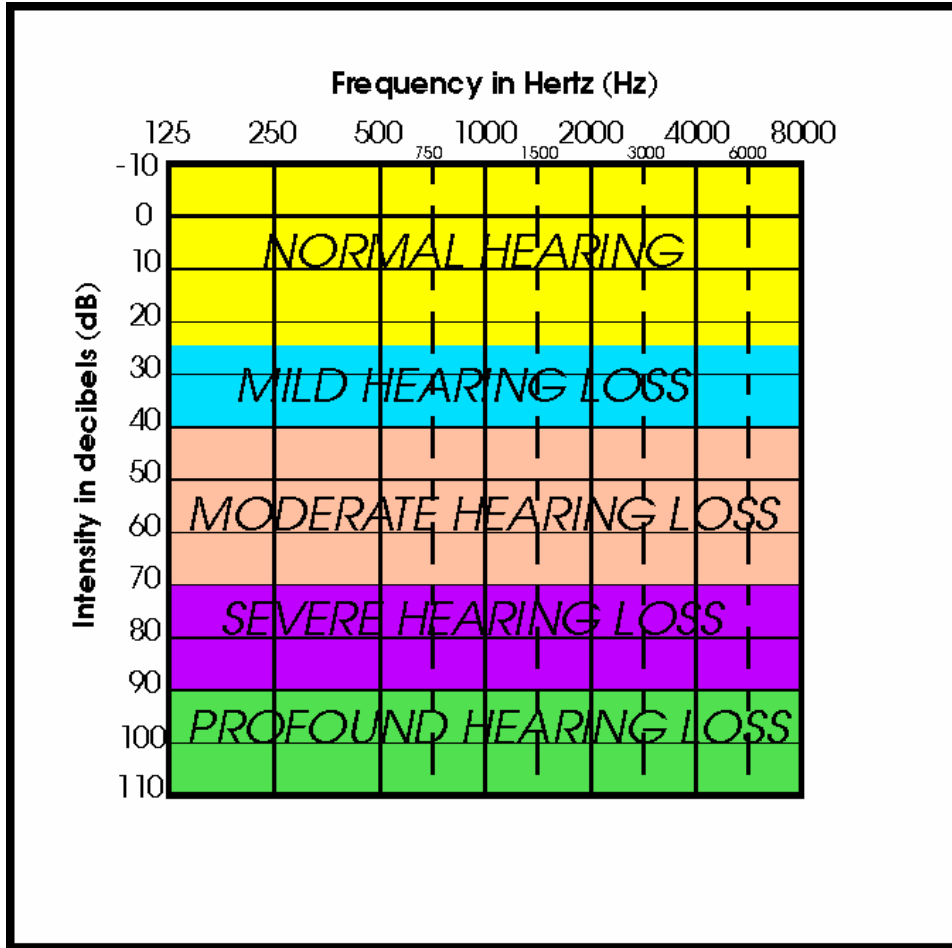 Frequency in Hertz (Hz)
125 250 500 1000 2000 4000 8000
750 1500 3000 6000
Intensity in decibels (dB)
-10
0
NORMAL HEARING
10
20
30
MILD HEARING LOSS
40
50
MODERATE HEARING LOSS
60
70
SEVERE HEARING LOSS
80
90
PROFOUND HEARING LOSS
100
110